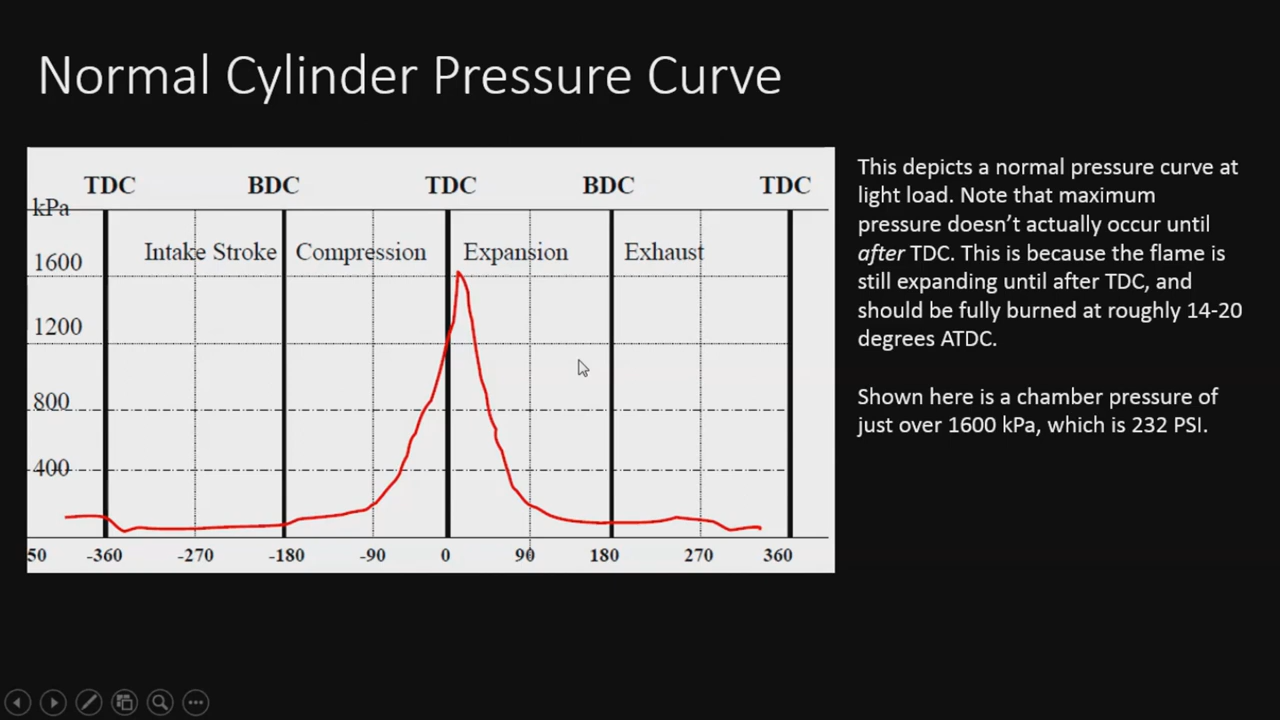 Normal Cylinder Pressure Curve
TDC BDC TDC BDC TDC
kPa
Intake Stroke Compression Expansion Exhaust
1600
1200
800
400
50 -360 -270 -180 -90 0 90 180 270 360
This depicts a normal pressure curve at
light load. Note that maximum
pressure doesn’t actually occur until
after TDC. This is because the flame is
still expanding until after TDC, and
should be fully burned at roughly 14-20
degrees ATDC.
Shown here is a chamber pressure of
just over 1600 kPa, which is 232 PSI.